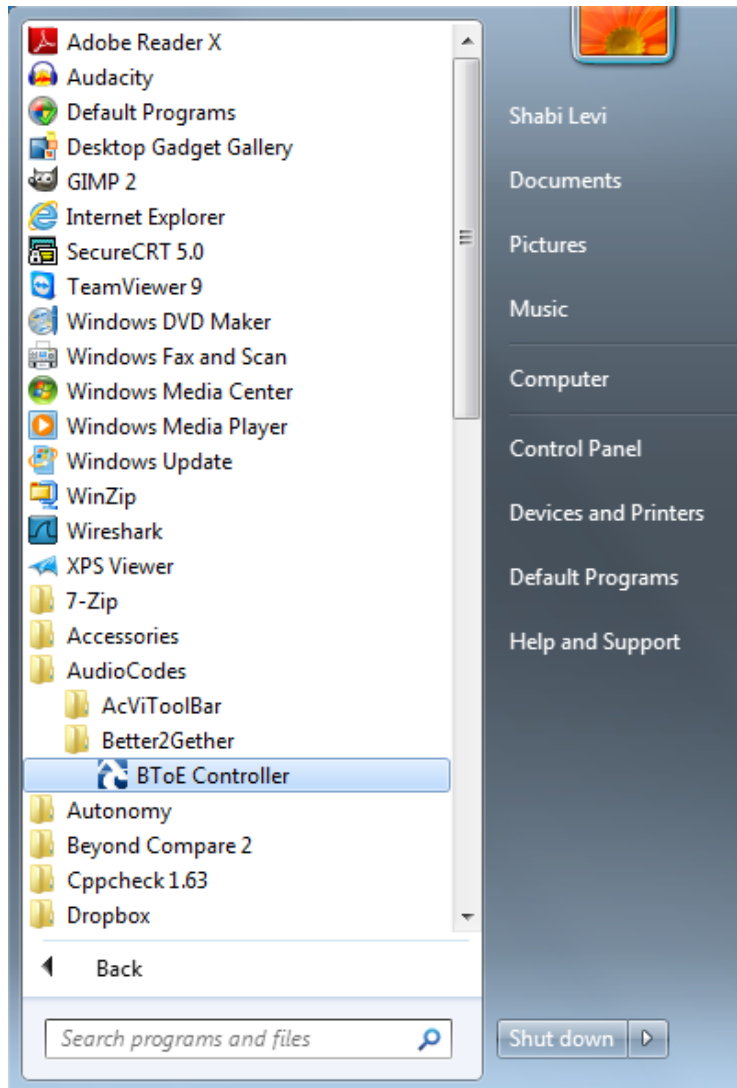 Adobe Reader X
Audacity
Default Programs
Desktop Gadget Gallery
GIMP 2
Internet Explorer
SecureCRT 5.0
TeamViewer 9
Windows DVD Maker
Windows Fax and Scan
Windows Media Center
Windows Media Player
Windows Update
WinZip
Wireshark
XPS Viewer
7-Zip
Accessories
AudioCodes
AcViToolBar
Better2Gether
BToE Controller
Autonomy
Beyond Compare 2
Cppcheck 1.63
Dropbox
Back
Search programs and files
Shabi Levi
Documents
Pictures
Music
Computer
Control Panel
Devices and Printers
Default Programs
Help and Support
Shut down